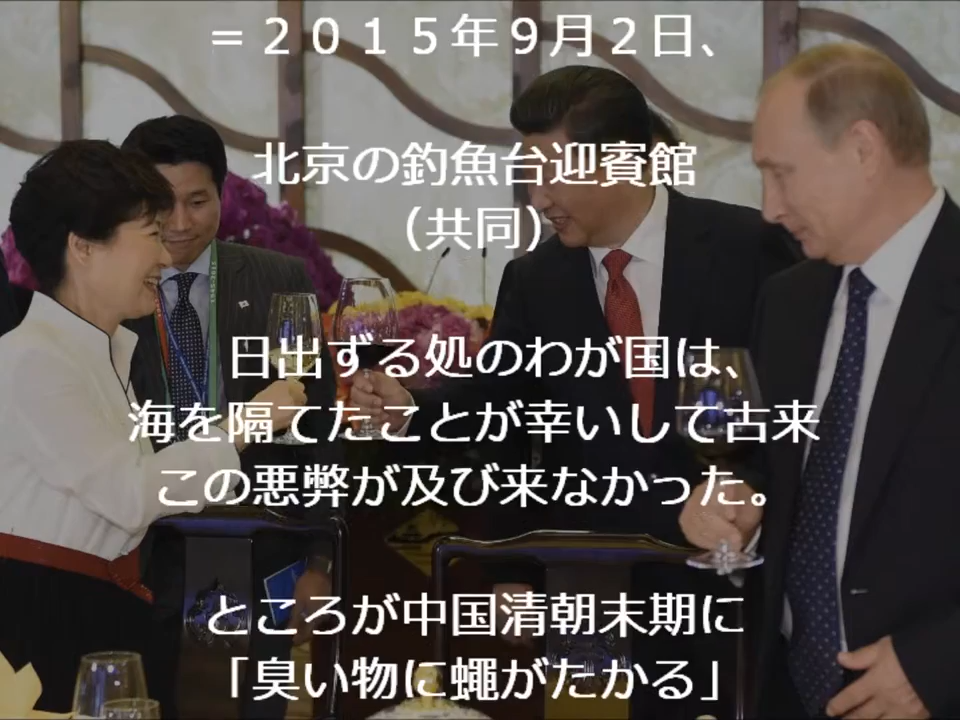 ＝２０１５年９月２日、
北京の釣魚台迎賓館
（共同）
日出ずる処のわが国は、
海を隔てたことが幸いして古来
この悪弊が及び来なかった。
ところが中国清朝末期に
「臭い物に蠅がたかる」